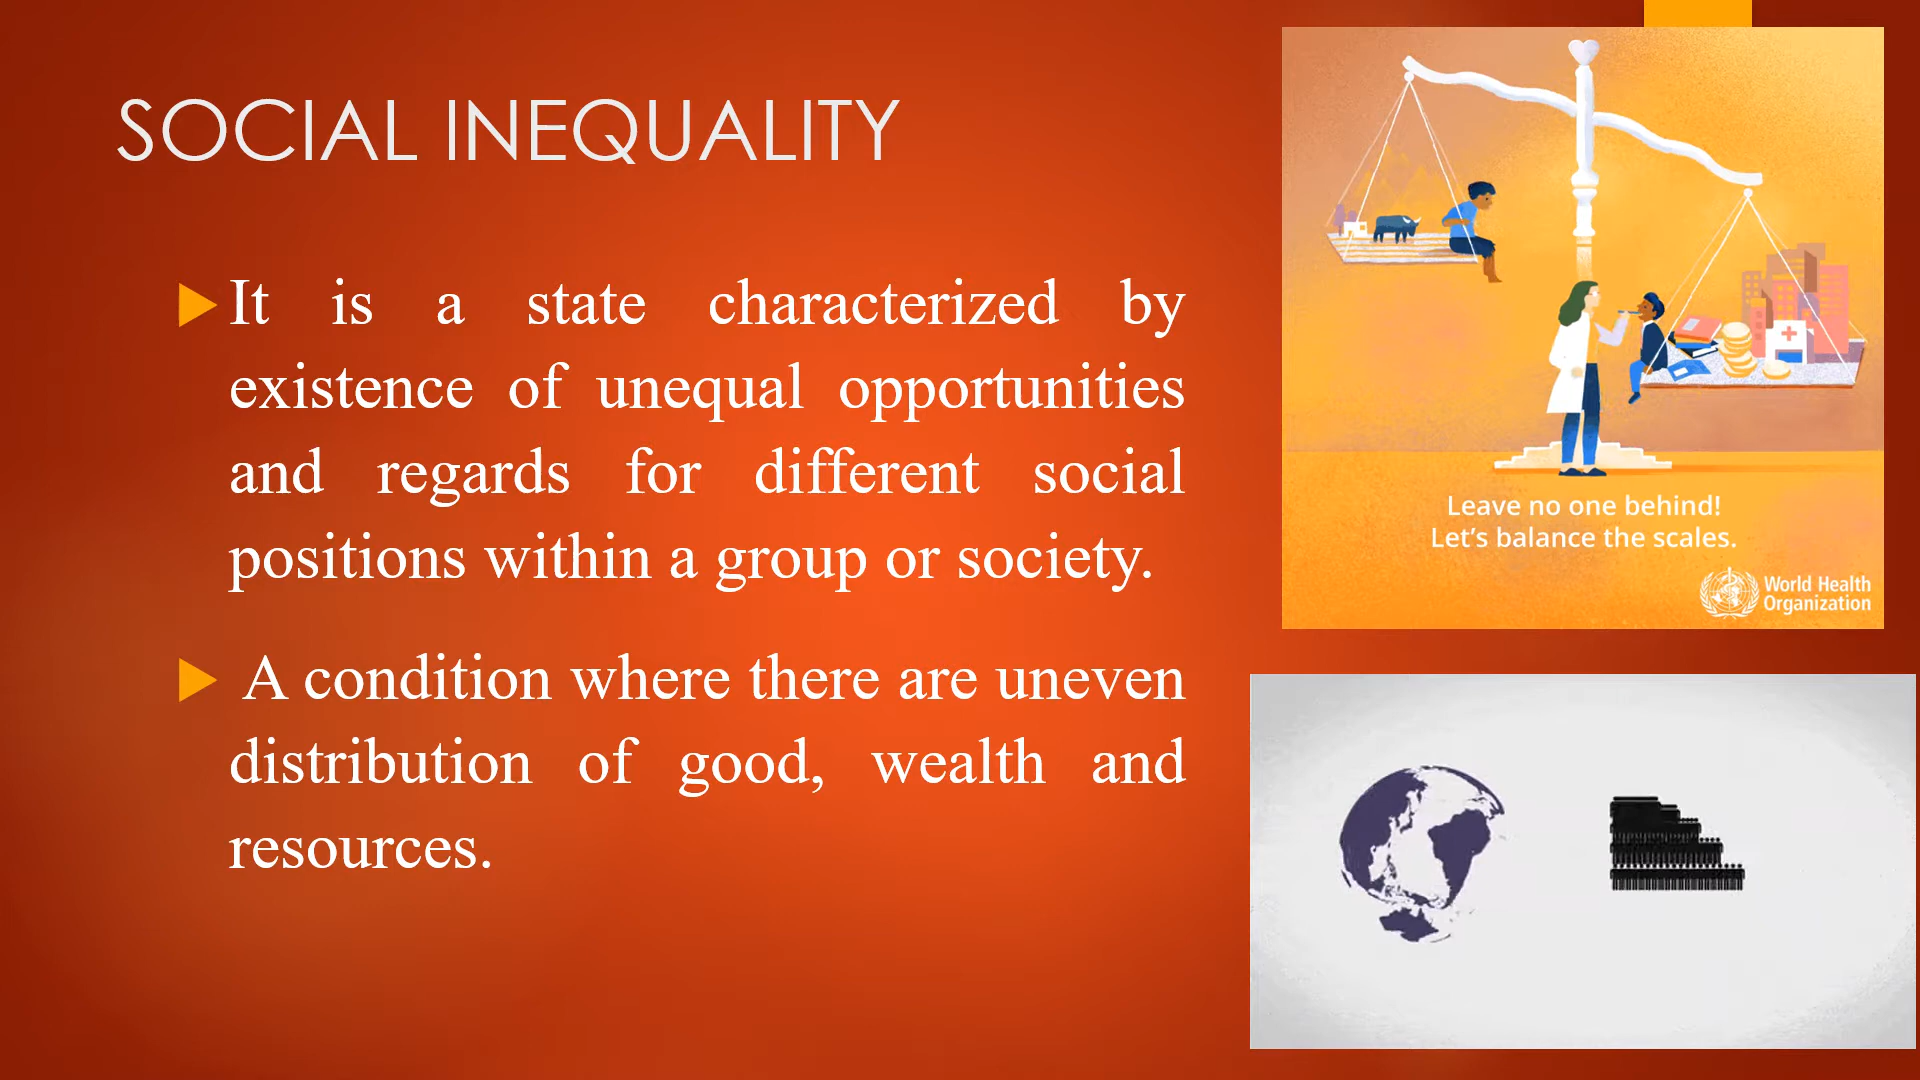 SOCIAL INEQUALITY
It is a state characterized by
existence of unequal opportunities
and regards for different social
positions within a group or society.
A condition where there are uneven
distribution of good, wealth and
resources.
Leave no one behind!
Let's balance the scales.
World Health
Organization